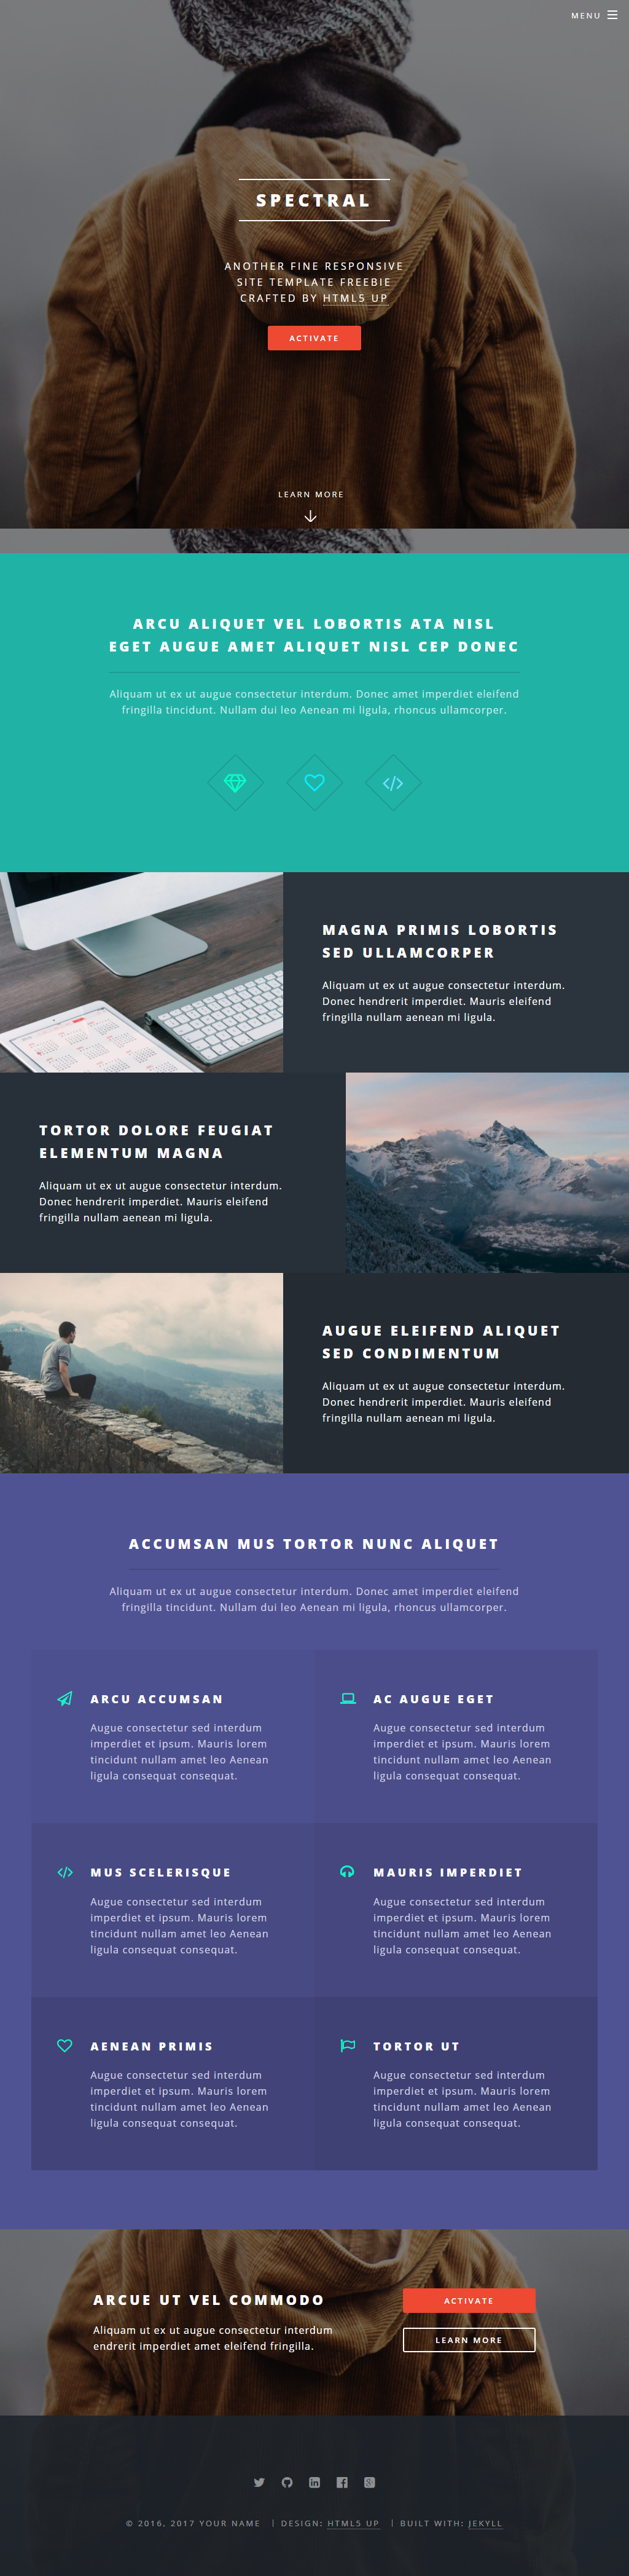 MENU
SPECTRAL
ANOTHER FINE RESPONSIVE
SITE TEMPLATE FREEBIE
CRAFTED BY HTML5 UP
ACTIVATE
LEARN MORE
ARCU ALIQUET VEL LOBORTIS ATA NISL
EGET AUGUE AMET ALIQUET NISL CEP DONEC
Aliquam ut ex ut augue consectetur interdum. Donec amet imperdiet eleifend
fringilla tincidunt. Nullam dui leo Aenean mi ligula, rhoncus ullamcorper.
MAGNA PRIMIS LOBORTIS
SED ULLAMCORPER
Aliquam ut ex ut augue consectetur interdum.
Donec hendrerit imperdiet. Mauris eleifend
fringilla nullam aenean mi ligula.
TORTOR DOLORE FEUGIAT
ELEMENTUM MAGNA
Aliquam ut ex ut augue consectetur interdum.
Donec hendrerit imperdiet. Mauris eleifend
fringilla nullam aenean mi ligula.
AUGUE ELEIFEND ALIQUET
SED CONDIMENTUM
Aliquam ut ex ut augue consectetur interdum.
Donec hendrerit imperdiet. Mauris eleifend
fringilla nullam aenean mi ligula.
ACCUMSAN MUS TORTOR NUNC ALIQUET
Aliquam ut ex ut augue consectetur interdum. Donec amet imperdiet eleifend
fringilla tincidunt. Nullam dui leo Aenean mi ligula, rhoncus ullamcorper.
ARCU ACCUMSAN
Augue consectetur sed interdum
imperdiet et ipsum. Mauris lorem
tincidunt nullam amet leo Aenean
ligula consequat consequat.
AC AUGUE EGET
Augue consectetur sed interdum
imperdiet et ipsum. Mauris lorem
tincidunt nullam amet leo Aenean
ligula consequat consequat.
MUS SCELERISQUE
Augue consectetur sed interdum
imperdiet et ipsum. Mauris lorem
tincidunt nullam amet leo Aenean
ligula consequat consequat.
MAURIS IMPERDIET
Augue consectetur sed interdum
imperdiet et ipsum. Mauris lorem
tincidunt nullam amet leo Aenean
ligula consequat consequat.
AENEAN PRIMIS
Augue consectetur sed interdum
imperdiet et ipsum. Mauris lorem
tincidunt nullam amet leo Aenean
ligula consequat consequat.
TORTOR UT
Augue consectetur sed interdum
imperdiet et ipsum. Mauris lorem
tincidunt nullam amet leo Aenean
ligula consequat consequat.
ARCUE UT VEL COMMODO
Aliquam ut ex ut augue consectetur interdum
endrerit imperdiet amet eleifend fringilla.
ACTIVATE
LEARN MORE
© 2016, 2017 YOUR NAME | DESIGN: HTML5 UP | BUILT WITH: JEKYLL